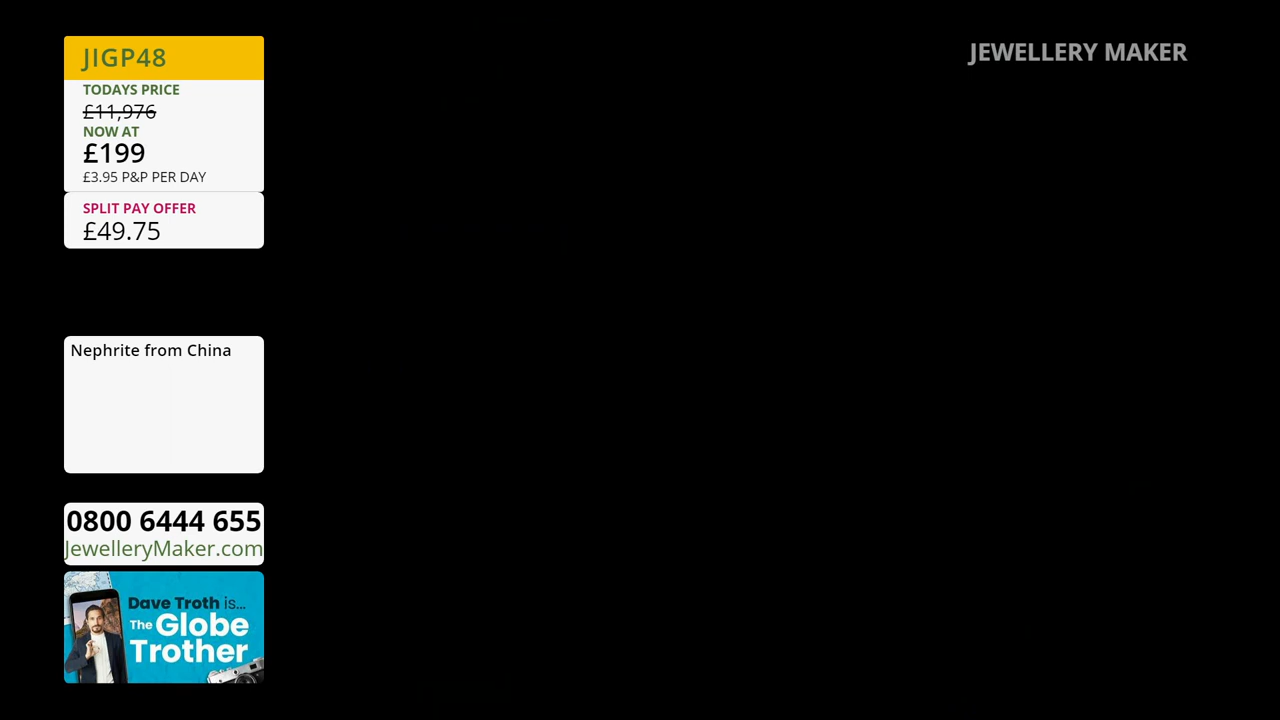 JIGP48
TODAYS PRICE
£11,976
NOW AT
£199
£3.95 P&P PER DAY
SPLIT PAY OFFER
£49.75
JEWELLERY MAKER
Nephrite from China
0800 6444 655
JewelleryMaker.com
Dave Troth is...
The Globe
Trother